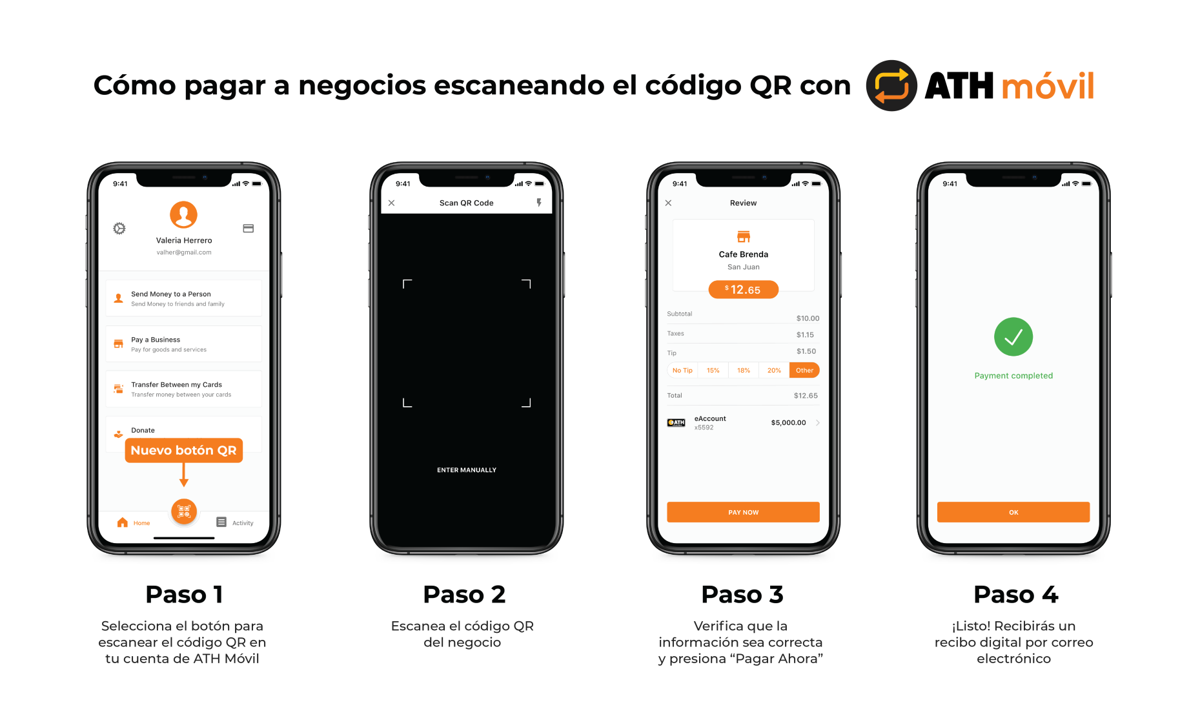 Cómo pagar a negocios escaneando el código QR con ATH móvil
9:41
Valeria Herrero
valher@gmail.com
Send Money to a Person
Send Money to friends and family
Pay a Business
Pay for goods and services
Transfer Between my Cards
Transfer money between your cards
Donate
Nuevo botón QR
Home
Activity
9:41
Scan QR Code
ENTER MANUALLY
9:41
Review
Cafe Brenda
San Juan
$12.65
Subtotal $10.00
Taxes $1.15
Tip $1.50
No Tip 15% 18% 20% Other
Total $12.65
ATH eAccount $5,000.00
x5592
PAY NOW
9:41
Payment completed
OK
Paso 1
Selecciona el botón para
escanear el código QR en
tu cuenta de ATH Móvil
Paso 2
Escanea el código QR
del negocio
Paso 3
Verifica que la
información sea correcta
y presiona “Pagar Ahora”
Paso 4
¡Listo! Recibirás un
recibo digital por correo
electrónico